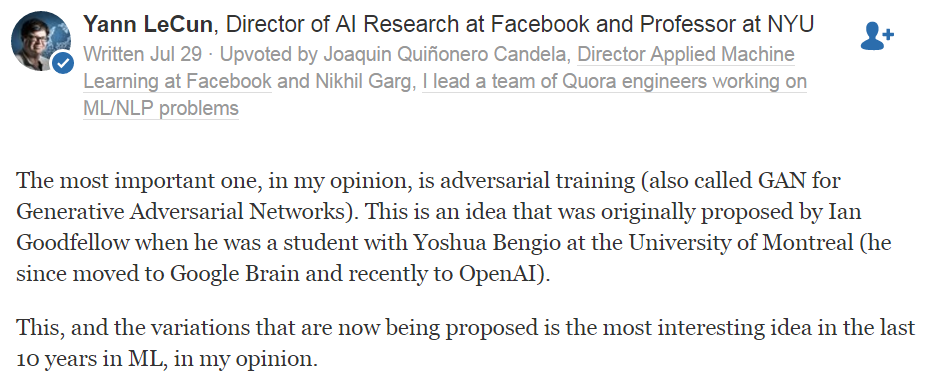 Yann LeCun, Director of AI Research at Facebook and Professor at NYU
Written Jul 29 · Upvoted by Joaquin Quiñonero Candela, Director Applied Machine
Learning at Facebook and Nikhil Garg, I lead a team of Quora engineers working on
ML/NLP problems
The most important one, in my opinion, is adversarial training (also called GAN for
Generative Adversarial Networks). This is an idea that was originally proposed by Ian
Goodfellow when he was a student with Yoshua Bengio at the University of Montreal (he
since moved to Google Brain and recently to OpenAI).
This, and the variations that are now being proposed is the most interesting idea in the last
10 years in ML, in my opinion.